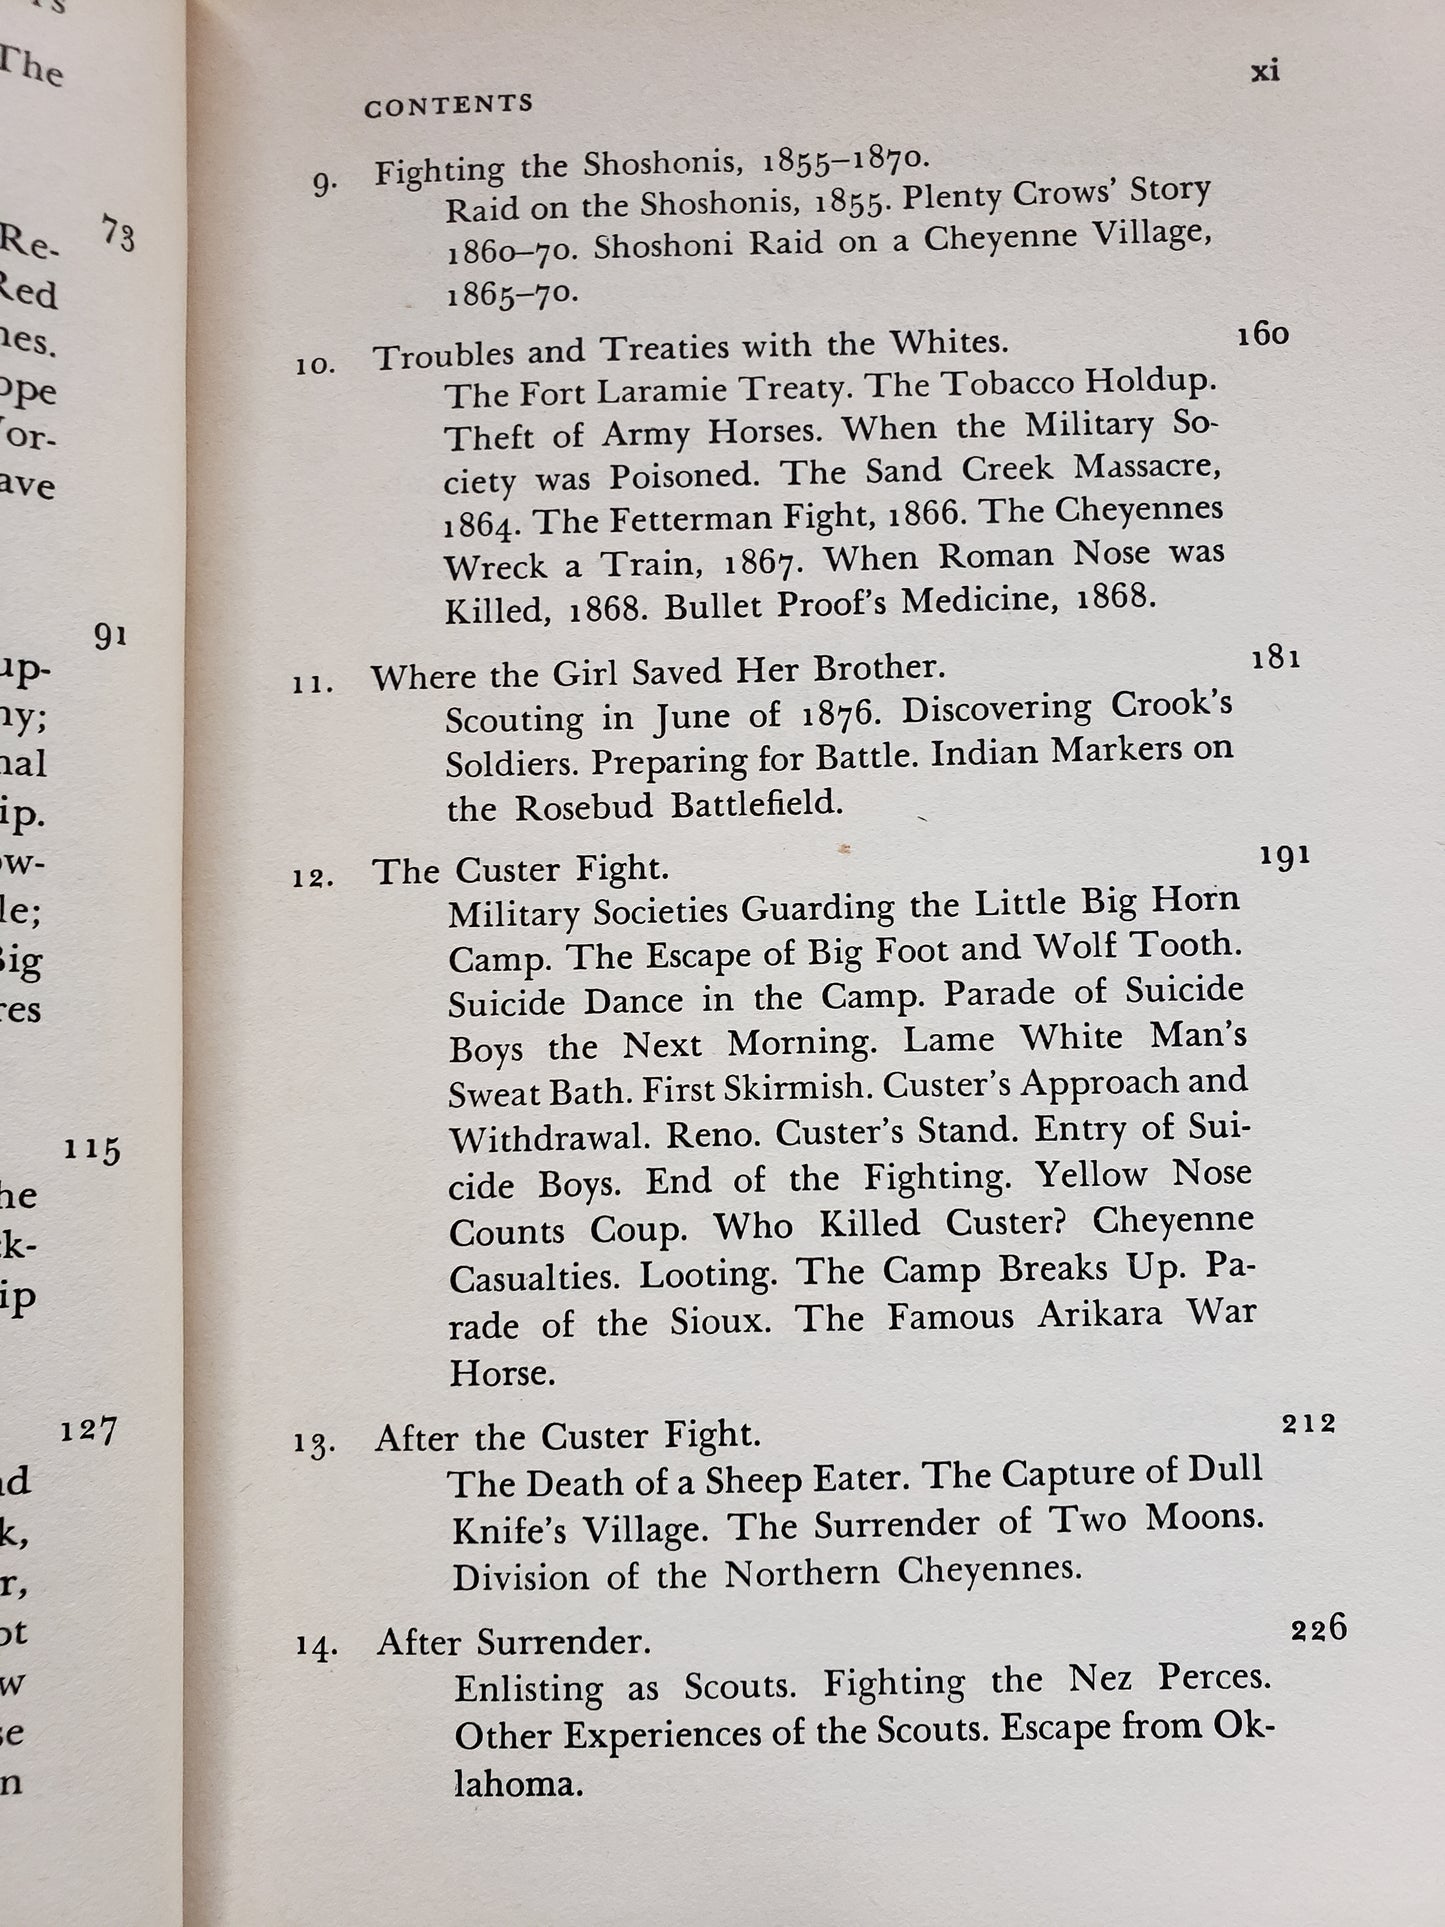 The
73
Red
91
115
127
CONTENTS
xi
9. Fighting the Shoshonis, 1855–1870.
Raid on the Shoshonis, 1855. Plenty Crows' Story
1860–70. Shoshoni Raid on a Cheyenne Village,
1865–70.
10. Troubles and Treaties with the Whites. 160
The Fort Laramie Treaty. The Tobacco Holdup.
Theft of Army Horses. When the Military So-
ciety was Poisoned. The Sand Creek Massacre,
1864. The Fetterman Fight, 1866. The Cheyennes
Wreck a Train, 1867. When Roman Nose was
Killed, 1868. Bullet Proof's Medicine, 1868.
11. Where the Girl Saved Her Brother. 181
Scouting in June of 1876. Discovering Crook's
Soldiers. Preparing for Battle. Indian Markers on
the Rosebud Battlefield.
12. The Custer Fight. 191
Military Societies Guarding the Little Big Horn
Camp. The Escape of Big Foot and Wolf Tooth.
Suicide Dance in the Camp. Parade of Suicide
Boys the Next Morning. Lame White Man's
Sweat Bath. First Skirmish. Custer's Approach and
Withdrawal. Reno. Custer's Stand. Entry of Sui-
cide Boys. End of the Fighting. Yellow Nose
Counts Coup. Who Killed Custer? Cheyenne
Casualties. Looting. The Camp Breaks Up. Pa-
rade of the Sioux. The Famous Arikara War
Horse.
13. After the Custer Fight. 212
The Death of a Sheep Eater. The Capture of Dull
Knife's Village. The Surrender of Two Moons.
Division of the Northern Cheyennes.
14. After Surrender. 226
Enlisting as Scouts. Fighting the Nez Perces.
Other Experiences of the Scouts. Escape from Ok-
lahoma.